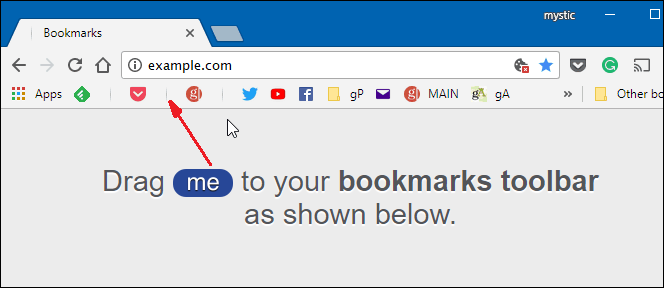 mystic
Bookmarks
example.com
Apps gP MAIN gA » Other bo
Drag me to your bookmarks toolbar
as shown below.